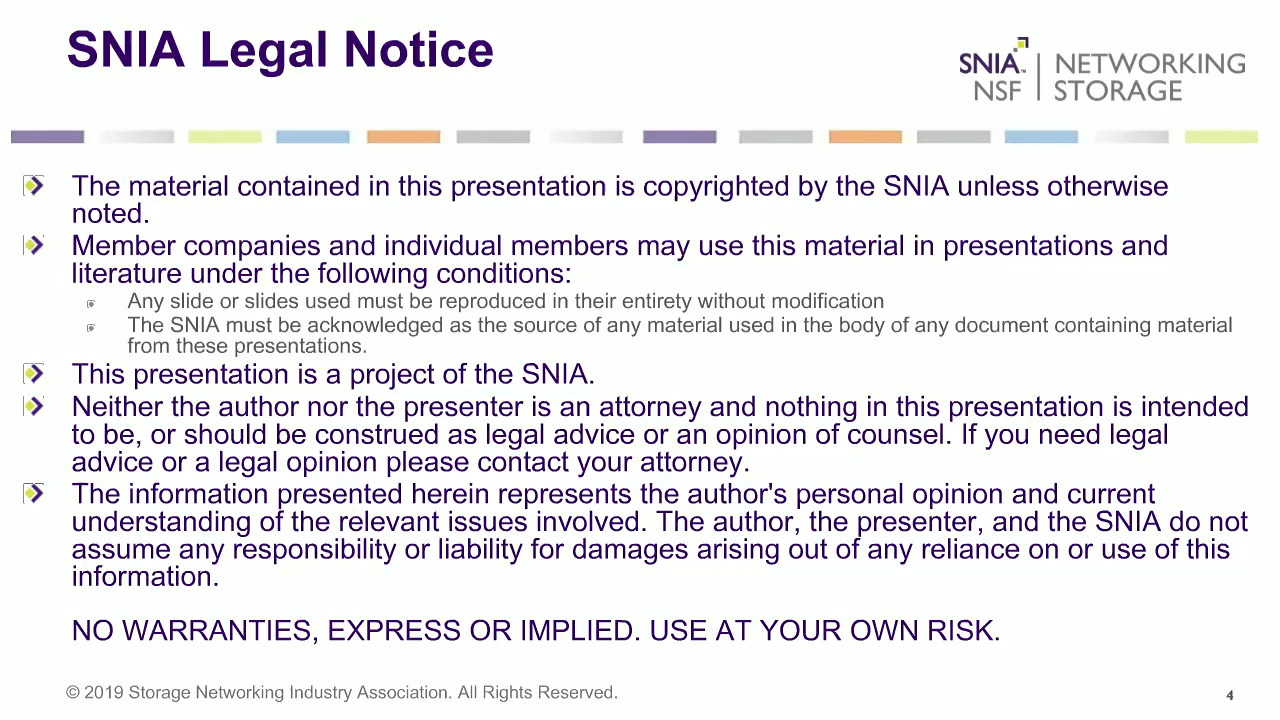 SNIA Legal Notice
SNIA™ | NETWORKING
NSF | STORAGE
The material contained in this presentation is copyrighted by the SNIA unless otherwise
noted.
Member companies and individual members may use this material in presentations and
literature under the following conditions:
Any slide or slides used must be reproduced in their entirety without modification
The SNIA must be acknowledged as the source of any material used in the body of any document containing material
from these presentations.
This presentation is a project of the SNIA.
Neither the author nor the presenter is an attorney and nothing in this presentation is intended
to be, or should be construed as legal advice or an opinion of counsel. If you need legal
advice or a legal opinion please contact your attorney.
The information presented herein represents the author's personal opinion and current
understanding of the relevant issues involved. The author, the presenter, and the SNIA do not
assume any responsibility or liability for damages arising out of any reliance on or use of this
information.
NO WARRANTIES, EXPRESS OR IMPLIED. USE AT YOUR OWN RISK.
© 2019 Storage Networking Industry Association. All Rights Reserved.
4